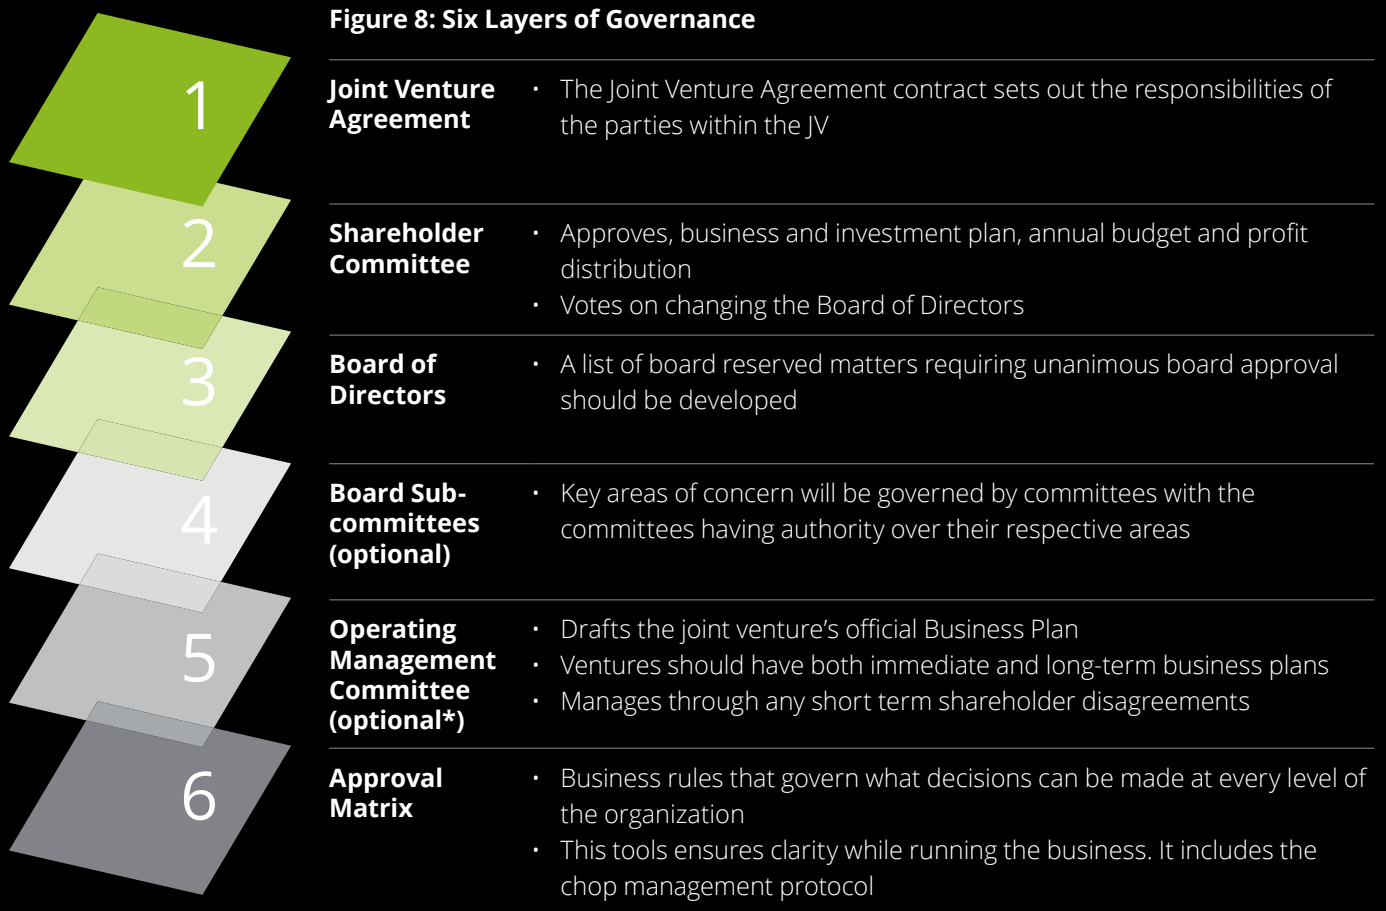 Figure 8: Six Layers of Governance
1
Joint Venture
Agreement
• The Joint Venture Agreement contract sets out the responsibilities of
the parties within the JV
2
Shareholder
Committee
• Approves, business and investment plan, annual budget and profit
distribution
• Votes on changing the Board of Directors
3
Board of
Directors
• A list of board reserved matters requiring unanimous board approval
should be developed
4
Board Sub-
committees
(optional)
• Key areas of concern will be governed by committees with the
committees having authority over their respective areas
5
Operating
Management
Committee
(optional*)
• Drafts the joint venture’s official Business Plan
• Ventures should have both immediate and long-term business plans
• Manages through any short term shareholder disagreements
6
Approval
Matrix
• Business rules that govern what decisions can be made at every level of
the organization
• This tools ensures clarity while running the business. It includes the
chop management protocol